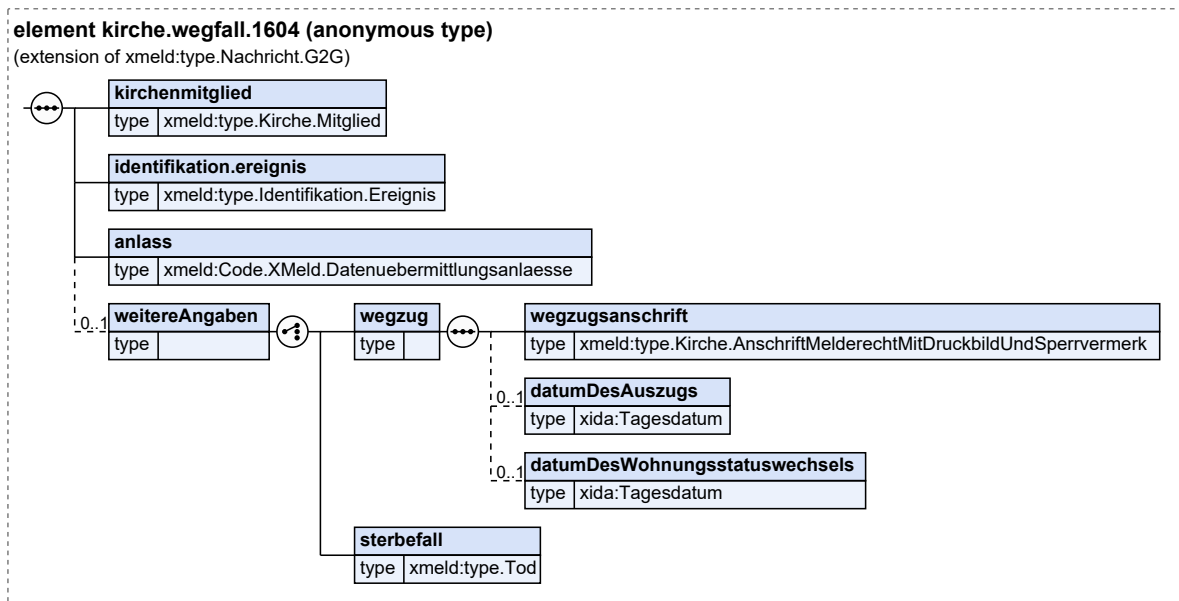 element kirche.wegfall.1604 (anonymous type)
(extension of xmeld:type.Nachricht.G2G)
kirchenmitglied
type xmeld:type.Kirche.Mitglied
identifikation.ereignis
type xmeld:type.Identifikation.Ereignis
anlass
type xmeld:Code.XMeld.Datenuebermittlungsanlaesse
0..1
weitereAngaben
type
wegzug
type
wegzugsanschrift
type xmeld:type.Kirche.AnschriftMelderechtMitDruckbildUndSperrvermerk
0..1
datumDesAuszugs
type xida:Tagesdatum
0..1
datumDesWohnungsstatuswechsels
type xida:Tagesdatum
sterbefall
type xmeld:type.Tod